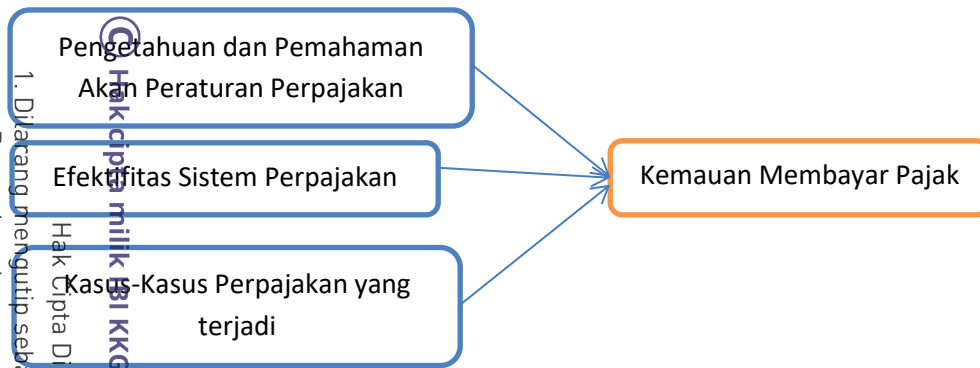 Pengetahuan dan Pemahaman
Akan Peraturan Perpajakan
Efektifitas Sistem Perpajakan
Kasus-Kasus Perpajakan yang
terjadi
Kemauan Membayar Pajak
© Hak cipta milik IBI KKG
Hak Cipta Di
1. Dilarang mengutip seba